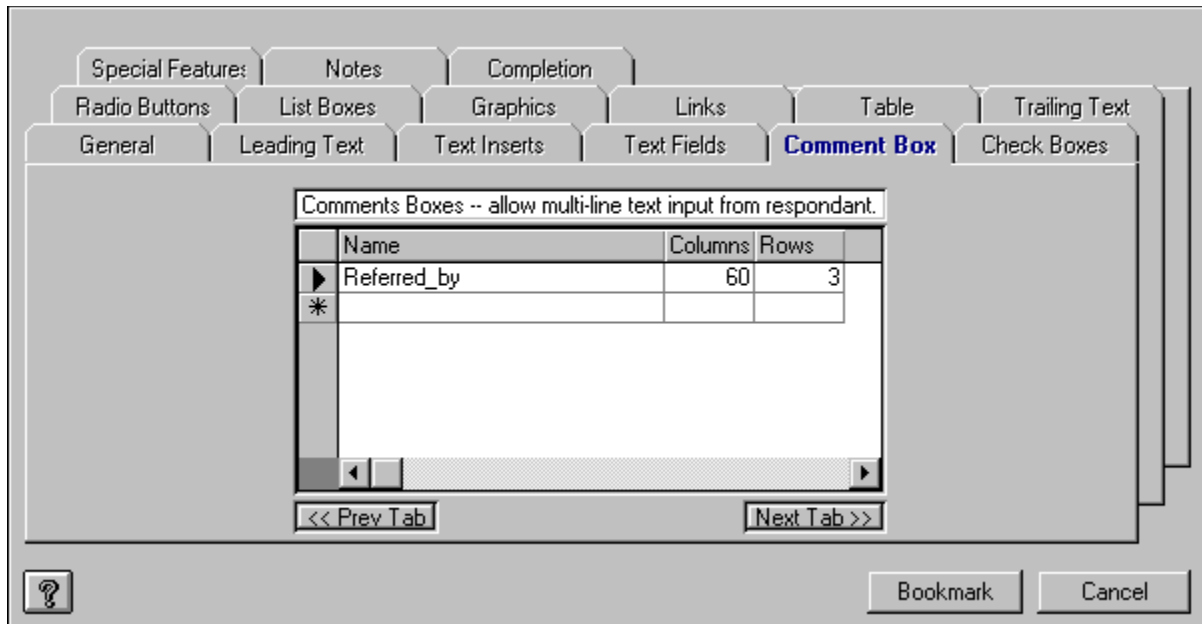 Special Features Notes Completion
Radio Buttons List Boxes Graphics Links Table Trailing Text
General Leading Text Text Inserts Text Fields Comment Box Check Boxes
Comments Boxes -- allow multi-line text input from respondant.
Name Columns Rows
Referred_by 60 3
<< Prev Tab Next Tab >>
? Bookmark Cancel